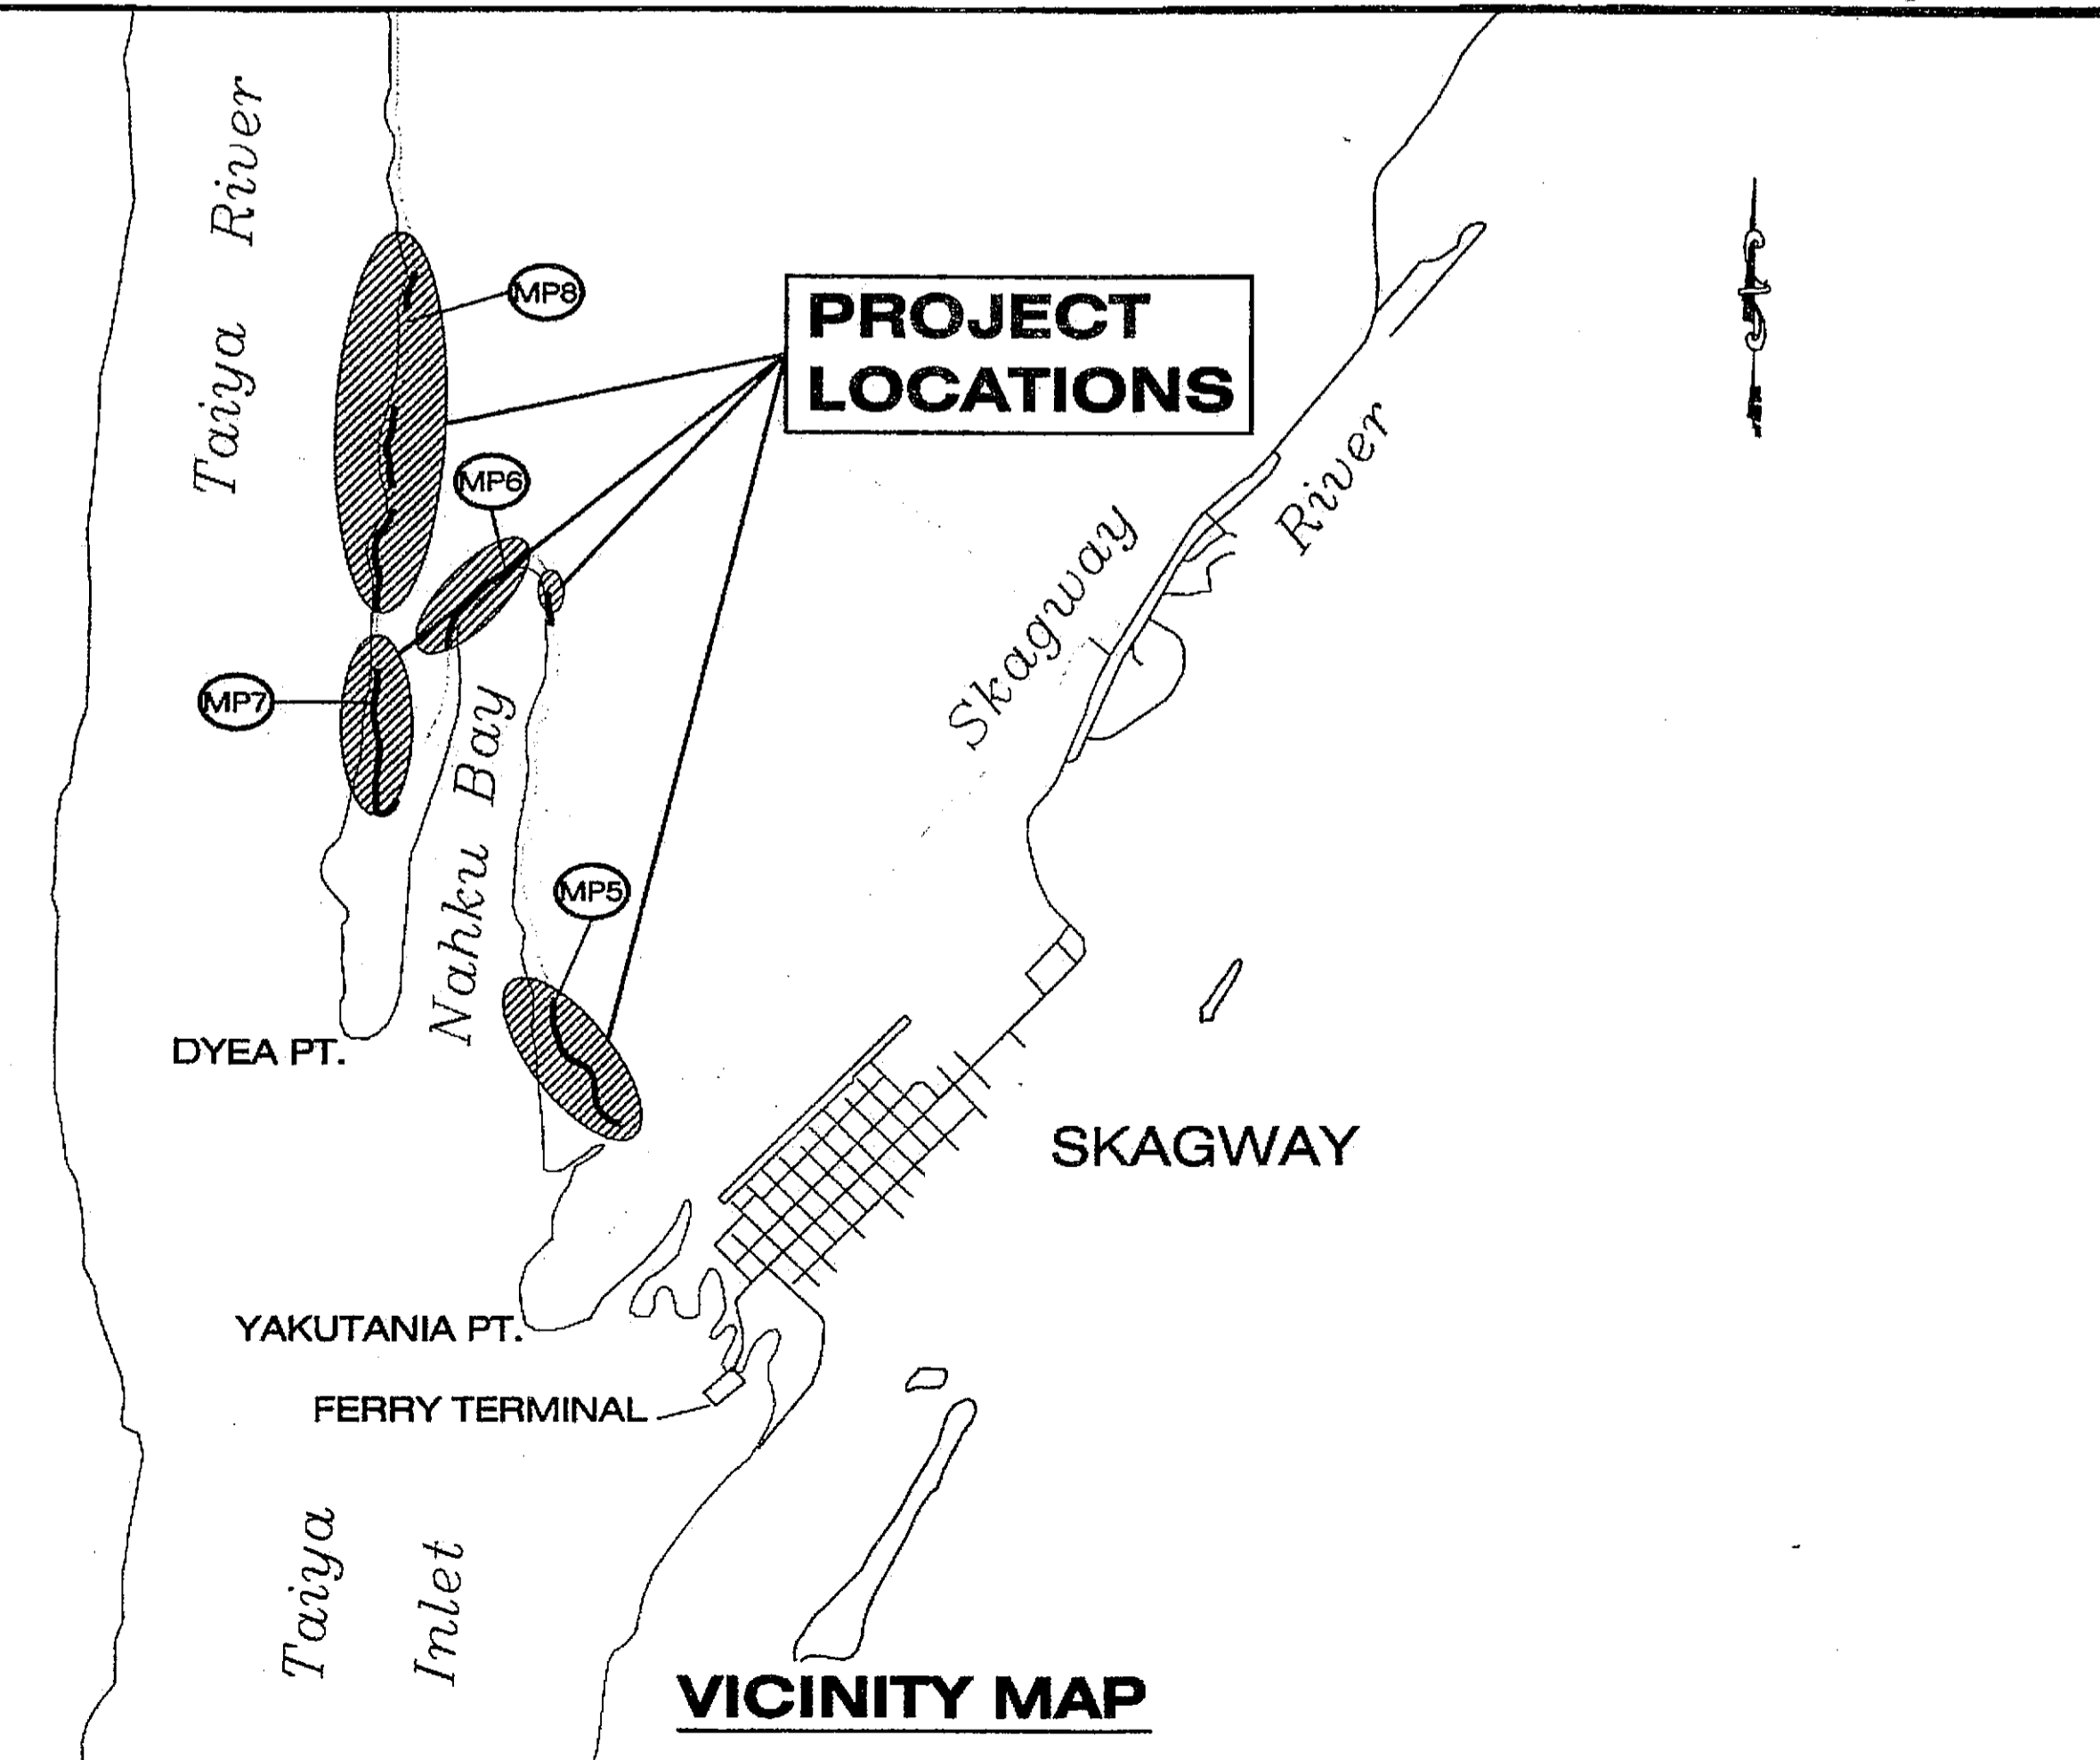 Taiya River
MP8
PROJECT
LOCATIONS
MP6
Skagway River
MP7
Nahku Bay
MP5
DYEA PT.
SKAGWAY
YAKUTANIA PT.
FERRY TERMINAL
Taiya
Inlet
VICINITY MAP